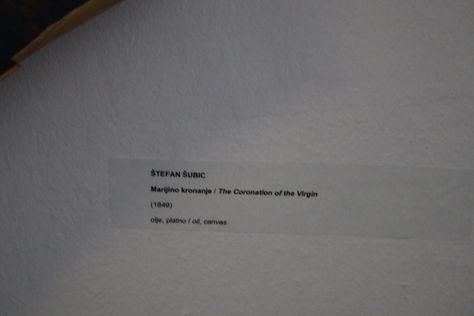 ŠTEFAN ŠUBIC
Marijino kronanje / The Coronation of the Virgin
(1849)
olje, platno / oil, canvas